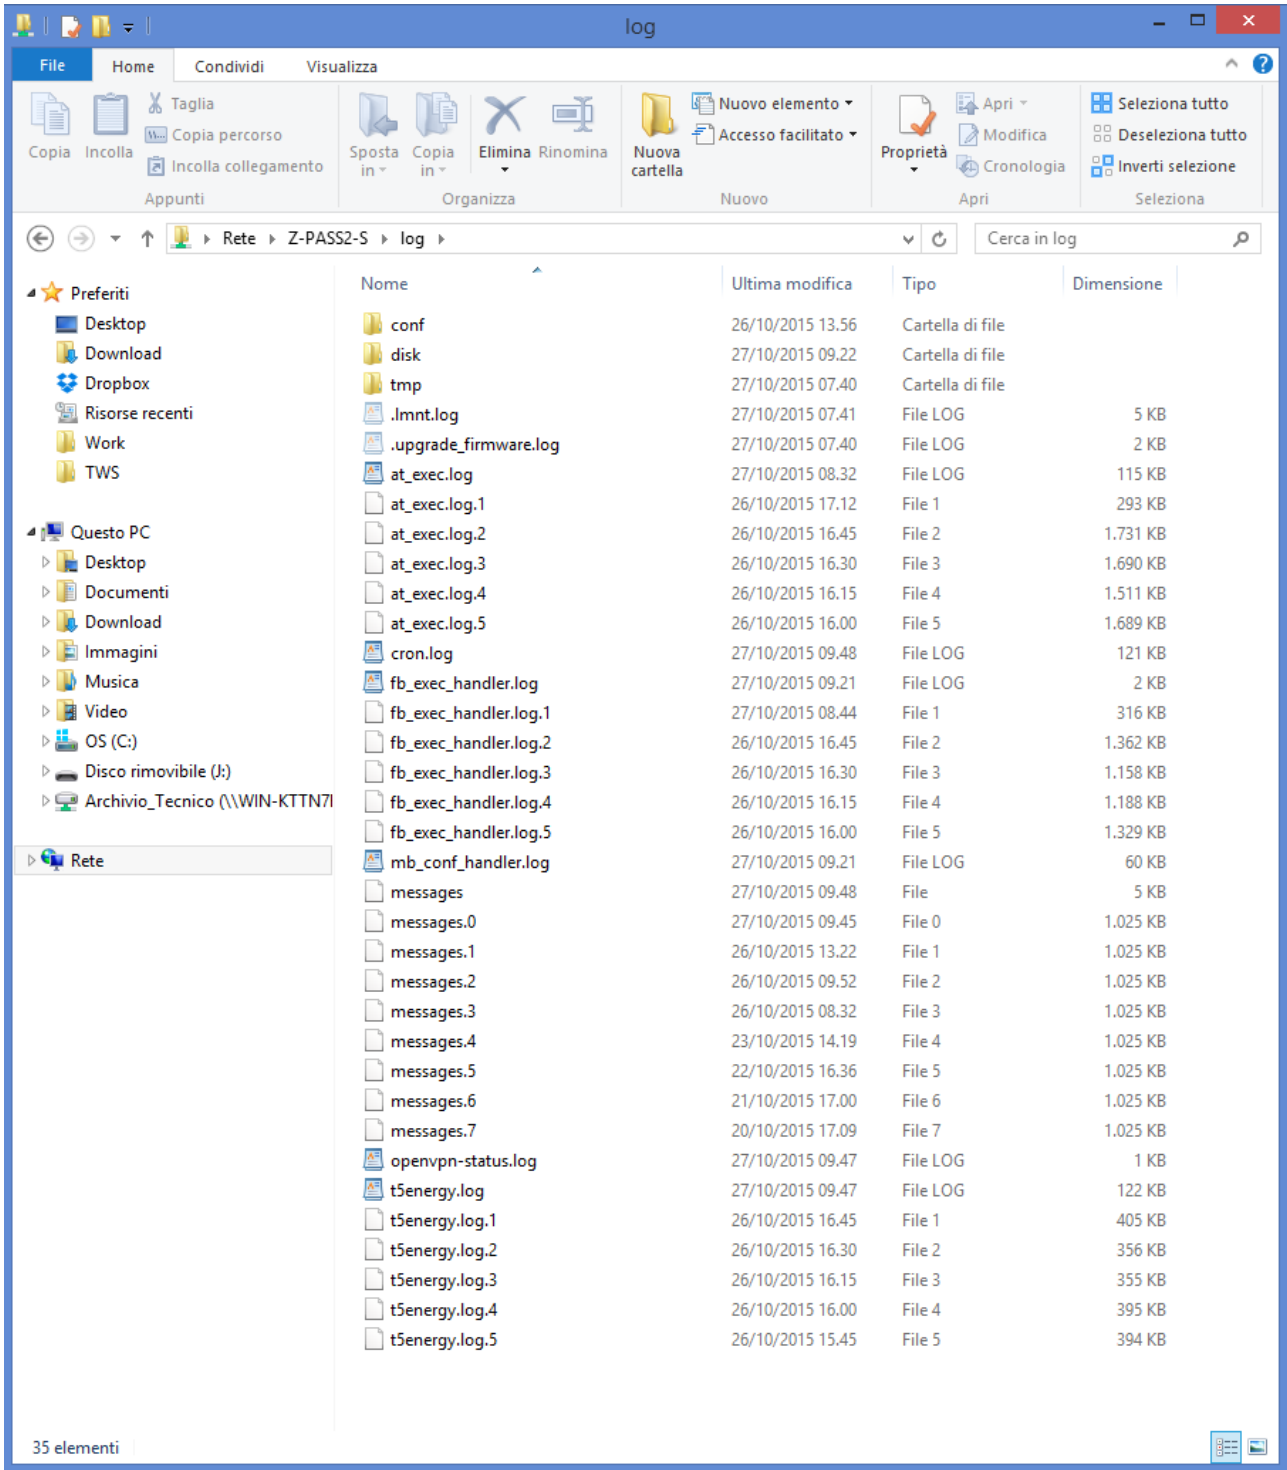 log
File Home Condividi Visualizza
Copia
Incolla
Taglia
Copia percorso
Incolla collegamento
Appunti
Sposta in
Copia in
Elimina
Rinomina
Organizza
Nuova cartella
Nuovo elemento
Accesso facilitato
Nuovo
Proprietà
Apri
Modifica
Cronologia
Apri
Seleziona tutto
Deseleziona tutto
Inverti selezione
Seleziona
Rete Z-PASS2-S log
Cerca in log
Preferiti
Desktop
Download
Dropbox
Risorse recenti
Work
TWS
Questo PC
Desktop
Documenti
Download
Immagini
Musica
Video
OS (C:)
Disco rimovibile (J:)
Archivio_Tecnico (\\WIN-KTTN7
Rete
Nome Ultima modifica Tipo Dimensione
conf 26/10/2015 13.56 Cartella di file
disk 27/10/2015 09.22 Cartella di file
tmp 27/10/2015 07.40 Cartella di file
.lmnt.log 27/10/2015 07.41 File LOG 5 KB
.upgrade_firmware.log 27/10/2015 07.40 File LOG 2 KB
at_exec.log 27/10/2015 08.32 File LOG 115 KB
at_exec.log.1 26/10/2015 17.12 File 1 293 KB
at_exec.log.2 26/10/2015 16.45 File 2 1.731 KB
at_exec.log.3 26/10/2015 16.30 File 3 1.690 KB
at_exec.log.4 26/10/2015 16.15 File 4 1.511 KB
at_exec.log.5 26/10/2015 16.00 File 5 1.689 KB
cron.log 27/10/2015 09.48 File LOG 121 KB
fb_exec_handler.log 27/10/2015 09.21 File LOG 2 KB
fb_exec_handler.log.1 27/10/2015 08.44 File 1 316 KB
fb_exec_handler.log.2 26/10/2015 16.45 File 2 1.362 KB
fb_exec_handler.log.3 26/10/2015 16.30 File 3 1.158 KB
fb_exec_handler.log.4 26/10/2015 16.15 File 4 1.188 KB
fb_exec_handler.log.5 26/10/2015 16.00 File 5 1.329 KB
mb_conf_handler.log 27/10/2015 09.21 File LOG 60 KB
messages 27/10/2015 09.48 File 5 KB
messages.0 27/10/2015 09.45 File 0 1.025 KB
messages.1 26/10/2015 13.22 File 1 1.025 KB
messages.2 26/10/2015 09.52 File 2 1.025 KB
messages.3 26/10/2015 08.32 File 3 1.025 KB
messages.4 23/10/2015 14.19 File 4 1.025 KB
messages.5 22/10/2015 16.36 File 5 1.025 KB
messages.6 21/10/2015 17.00 File 6 1.025 KB
messages.7 20/10/2015 17.09 File 7 1.025 KB
openvpn-status.log 27/10/2015 09.47 File LOG 1 KB
t5energy.log 27/10/2015 09.47 File LOG 122 KB
t5energy.log.1 26/10/2015 16.45 File 1 405 KB
t5energy.log.2 26/10/2015 16.30 File 2 356 KB
t5energy.log.3 26/10/2015 16.15 File 3 355 KB
t5energy.log.4 26/10/2015 16.00 File 4 395 KB
t5energy.log.5 26/10/2015 15.45 File 5 394 KB
35 elementi